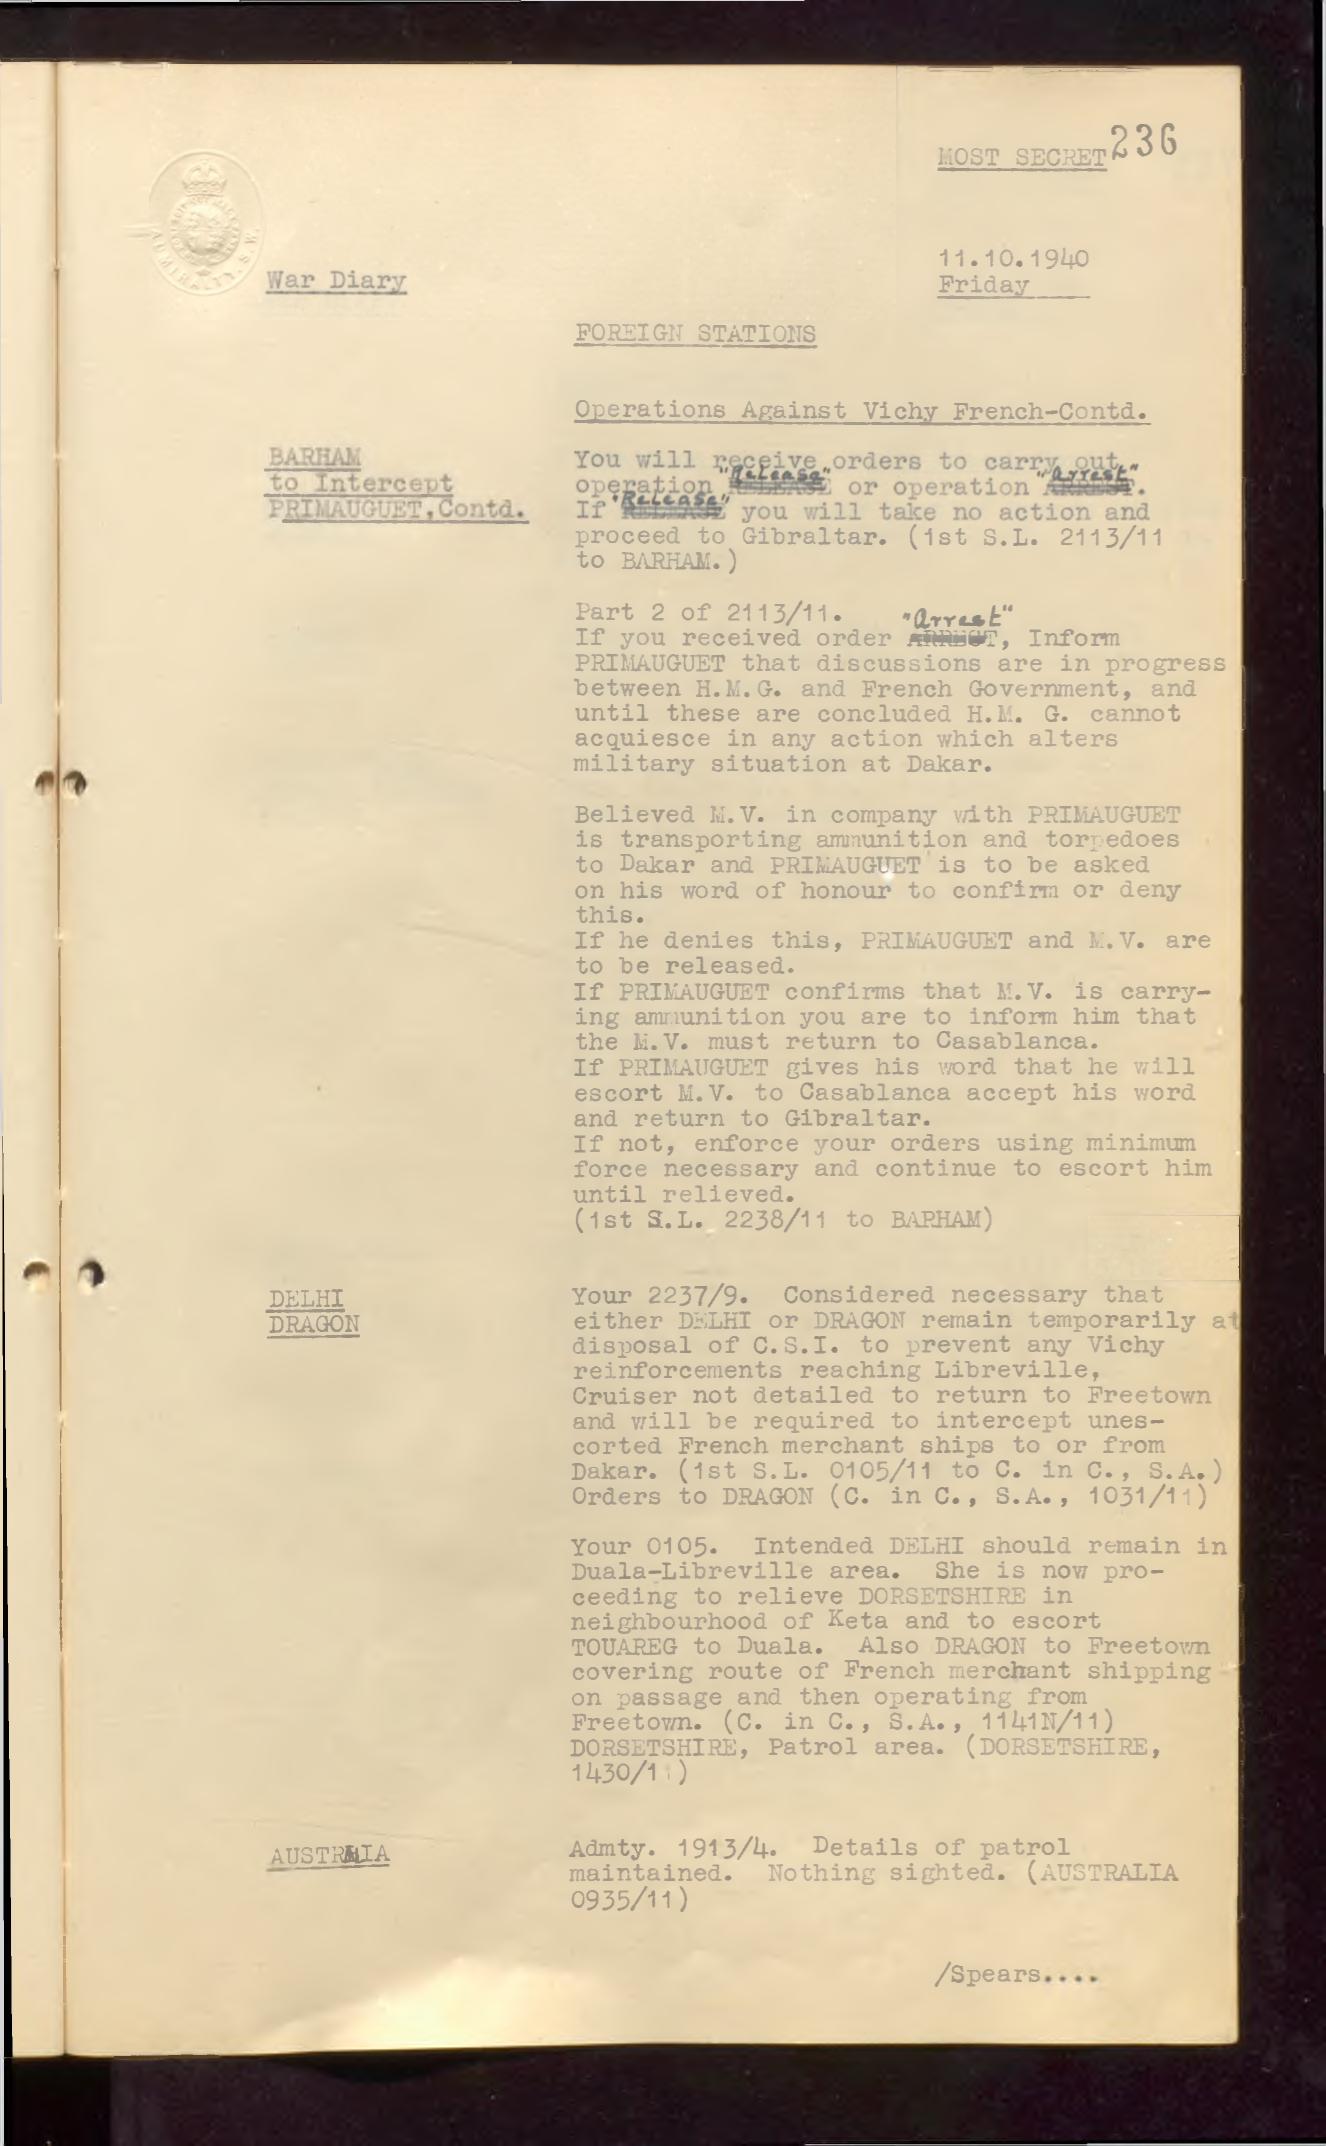 MOST SECRET 236
ADMIRALTY. S.W.
11.10.1940
War Diary
Friday
FOREIGN STATIONS
Operations Against Vichy French-Contd.
BARHAM
to Intercept
PRIMAUGUET,Contd.
You will receive orders to carry out
operation "Release" or operation "Arrest".
If "Release" you will take no action and
proceed to Gibraltar. (1st S.L. 2113/11
to BARHAM.)
Part 2 of 2113/11.
If you received order "Arrest", Inform
PRIMAUGUET that discussions are in progress
between H.M.G. and French Government, and
until these are concluded H.M. G. cannot
acquiesce in any action which alters
military situation at Dakar.
Believed M.V. in company with PRIMAUGUET
is transporting ammunition and torpedoes
to Dakar and PRIMAUGUET is to be asked
on his word of honour to confirm or deny
this.
If he denies this, PRIMAUGUET and M.V. are
to be released.
If PRIMAUGUET confirms that M.V. is carry-
ing ammunition you are to inform him that
the M.V. must return to Casablanca.
If PRIMAUGUET gives his word that he will
escort M.V. to Casablanca accept his word
and return to Gibraltar.
If not, enforce your orders using minimum
force necessary and continue to escort him
until relieved.
(1st S.L. 2238/11 to BARHAM)
DELHI
DRAGON
Your 2237/9. Considered necessary that
either DELHI or DRAGON remain temporarily at
disposal of C.S.I. to prevent any Vichy
reinforcements reaching Libreville,
Cruiser not detailed to return to Freetown
and will be required to intercept unes-
corted French merchant ships to or from
Dakar. (1st S.L. 0105/11 to C. in C., S.A.)
Orders to DRAGON (C. in C., S.A., 1031/11)
Your 0105. Intended DELHI should remain in
Duala-Libreville area. She is now pro-
ceeding to relieve DORSETSHIRE in
neighbourhood of Keta and to escort
TOUAREG to Duala. Also DRAGON to Freetown
covering route of French merchant shipping
on passage and then operating from
Freetown. (C. in C., S.A., 1141N/11)
DORSETSHIRE, Patrol area. (DORSETSHIRE,
1430/11)
AUSTRALIA
Admty. 1913/4. Details of patrol
maintained. Nothing sighted. (AUSTRALIA
0935/11)
/Spears....